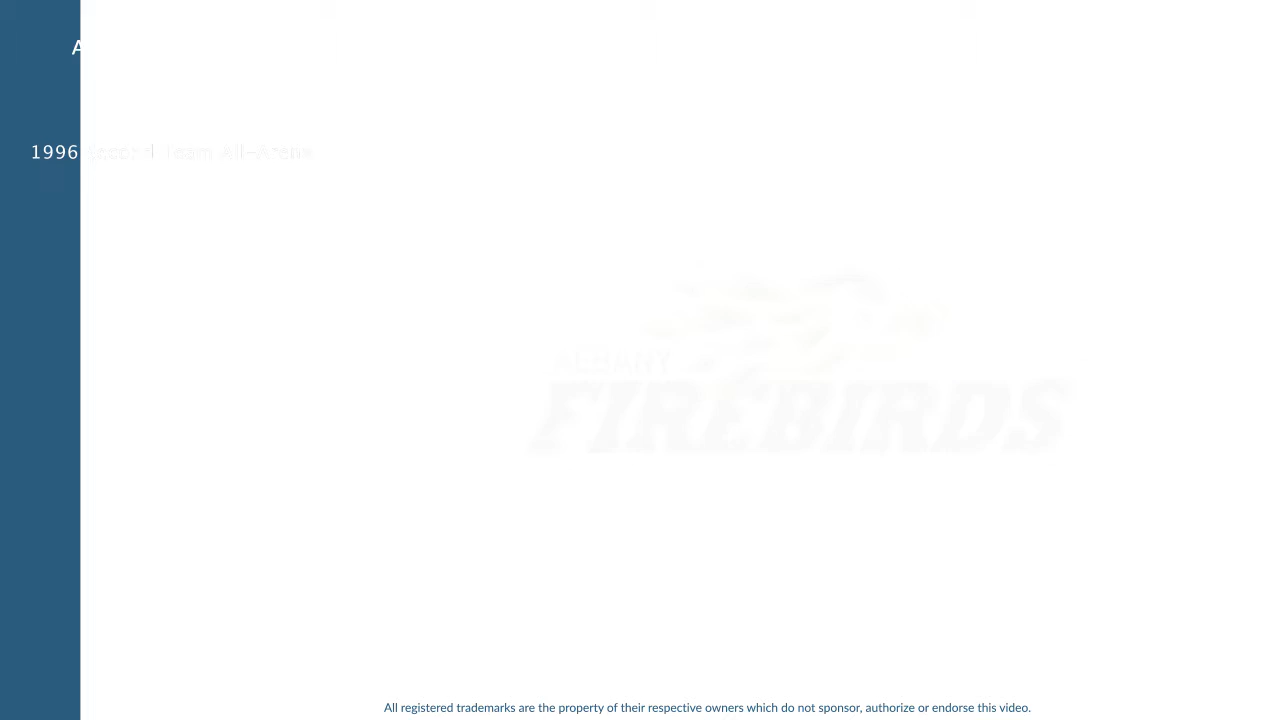 A
1996 Second Team All-Arena
ALBANY
FIREBIRDS
All registered trademarks are the property of their respective owners which do not sponsor, authorize or endorse this video.